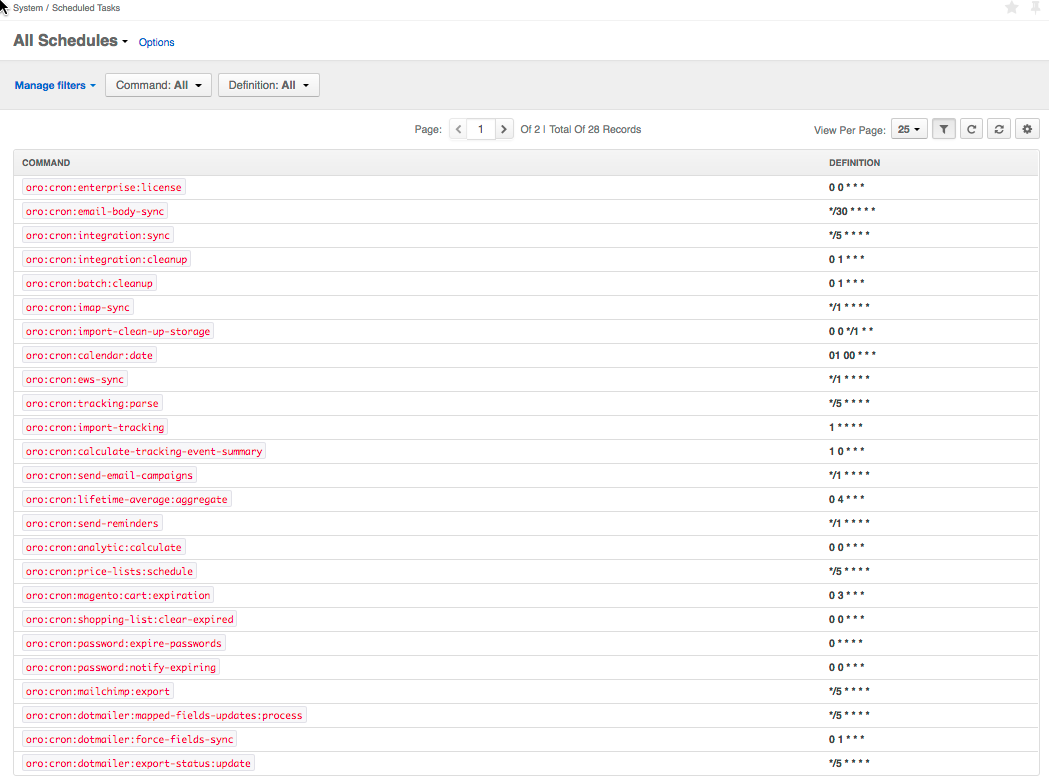 System / Scheduled Tasks
All Schedules Options
Manage filters Command: All Definition: All
Page: 1 Of 2 | Total Of 28 Records View Per Page: 25
COMMAND DEFINITION
oro:cron:enterprise:license 0 0 * * *
oro:cron:email-body-sync */30 * * * *
oro:cron:integration:sync */5 * * * *
oro:cron:integration:cleanup 0 1 * * *
oro:cron:batch:cleanup 0 1 * * *
oro:cron:imap-sync */1 * * * *
oro:cron:import-clean-up-storage 0 0 */1 * *
oro:cron:calendar:date 01 00 * * *
oro:cron:ews-sync */1 * * * *
oro:cron:tracking:parse */5 * * * *
oro:cron:import-tracking 1 * * * *
oro:cron:calculate-tracking-event-summary 1 0 * * *
oro:cron:send-email-campaigns */1 * * * *
oro:cron:lifetime-average:aggregate 0 4 * * *
oro:cron:send-reminders */1 * * * *
oro:cron:analytic:calculate 0 0 * * *
oro:cron:price-lists:schedule */5 * * * *
oro:cron:magento:cart:expiration 0 3 * * *
oro:cron:shopping-list:clear-expired 0 0 * * *
oro:cron:password:expire-passwords 0 * * * *
oro:cron:password:notify-expiring 0 0 * * *
oro:cron:mailchimp:export */5 * * * *
oro:cron:dotmailer:mapped-fields-updates:process */5 * * * *
oro:cron:dotmailer:force-fields-sync 0 1 * * *
oro:cron:dotmailer:export-status:update */5 * * * *